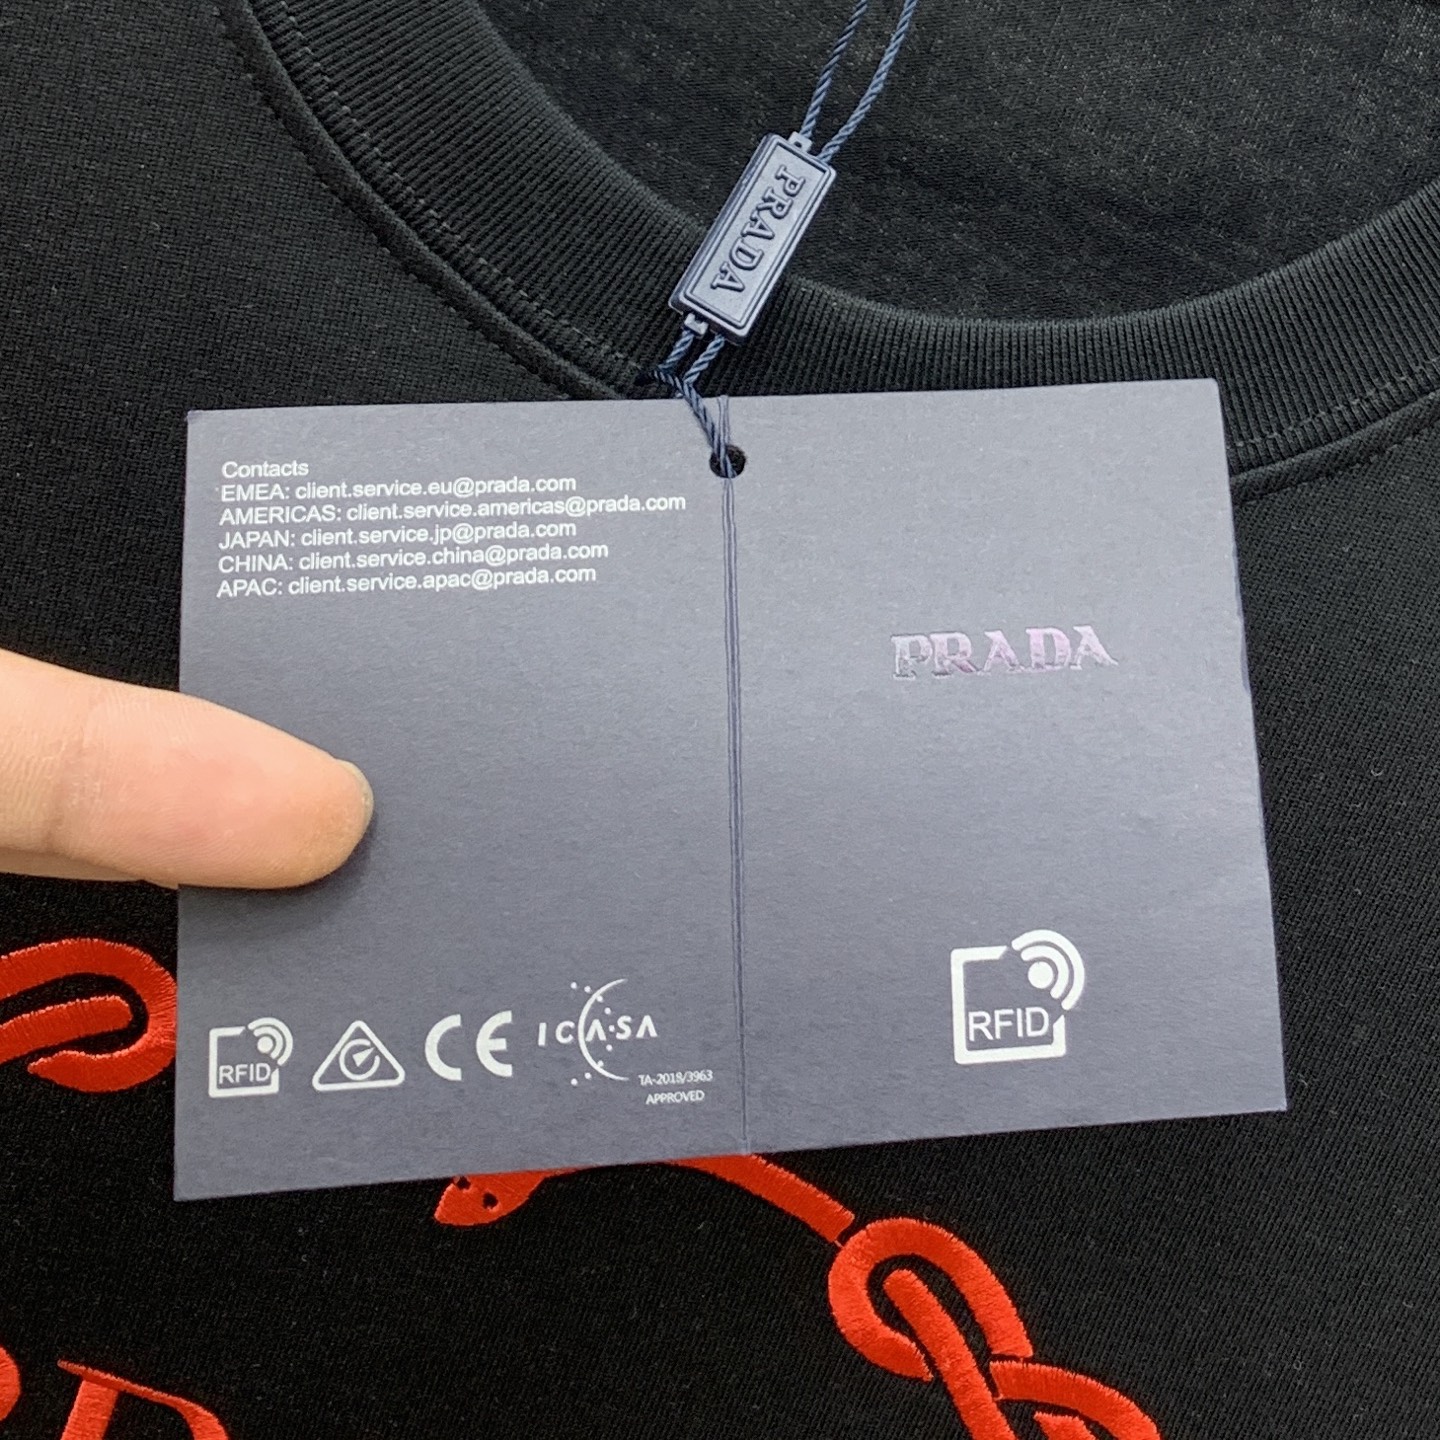 PRADA
Contacts
EMEA: client.service.eu@prada.com
AMERICAS: client.service.americas@prada.com
JAPAN: client.service.jp@prada.com
CHINA: client.service.china@prada.com
APAC: client.service.apac@prada.com
PRADA
RFID
RFID
CE
ICASA
TA-2018/3963
APPROVED